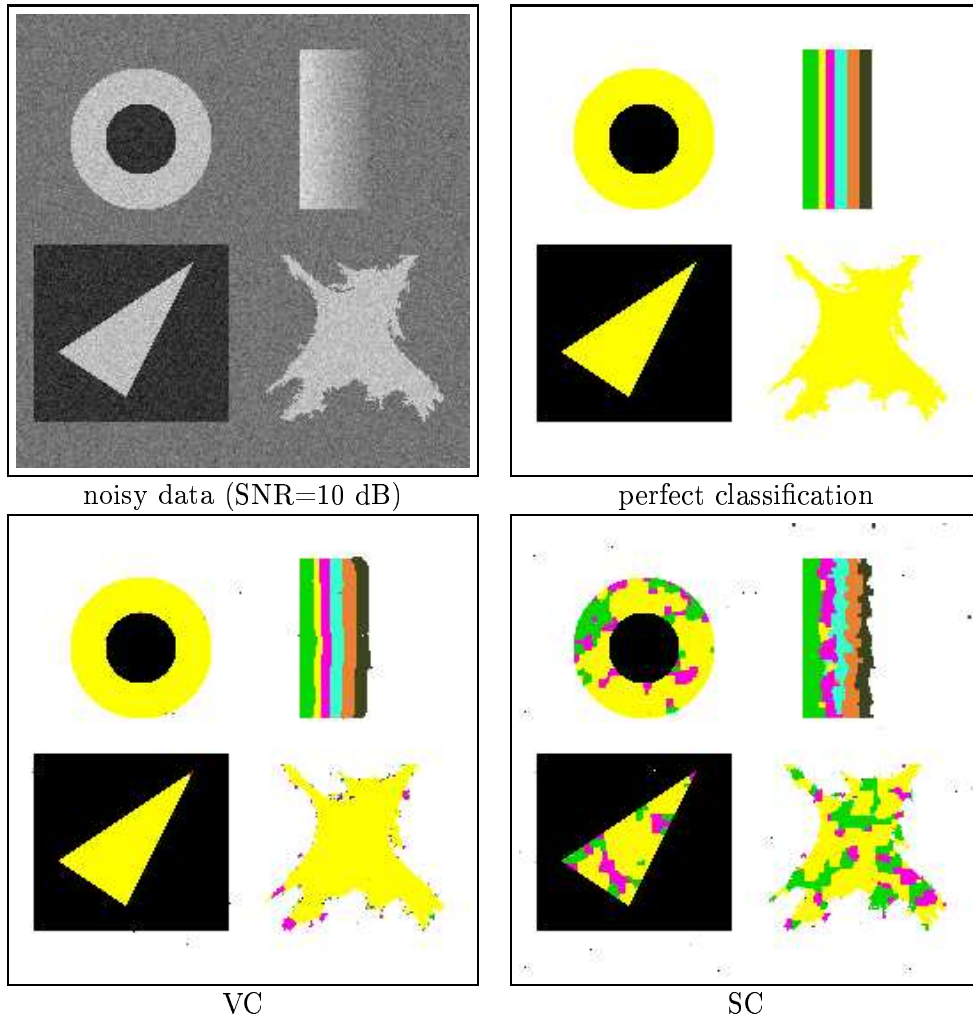 noisy data (SNR=10 dB)
perfect classification
VC
SC